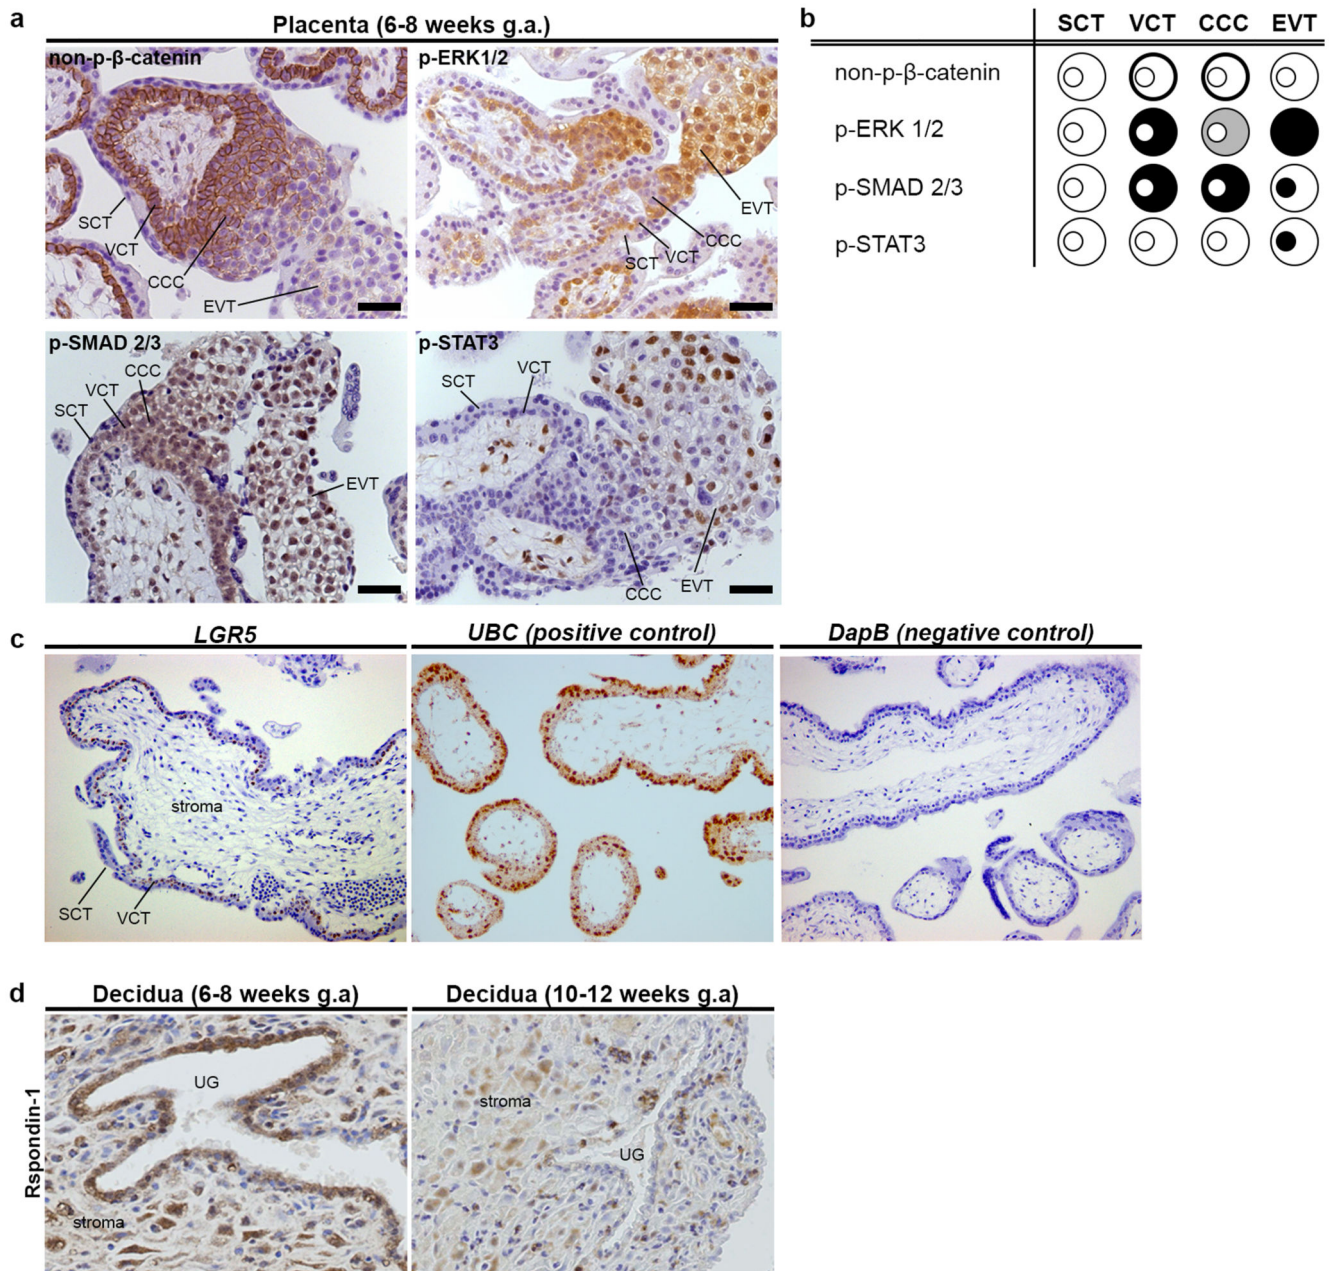 a
Placenta (6-8 weeks g.a.)
non-p-β-catenin
SCT
VCT
CCC
EVT
p-ERK1/2
EVT
CCC
VCT
SCT
p-SMAD 2/3
CCC
VCT
SCT
EVT
p-STAT3
VCT
SCT
EVT
CCC
b
SCT VCT CCC EVT
non-p-β-catenin
p-ERK 1/2
p-SMAD 2/3
p-STAT3
c
LGR5
stroma
SCT
VCT
UBC (positive control)
DapB (negative control)
d
Decidua (6-8 weeks g.a)
Decidua (10-12 weeks g.a)
Rspondin-1
UG
stroma
stroma
UG